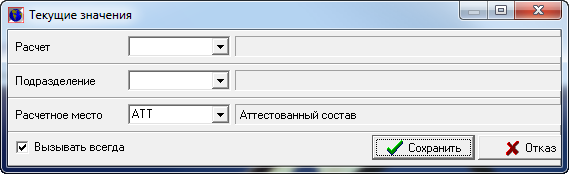 Текущие значения
Расчет
Подразделение
Расчетное место АТТ Аттестованный состав
Вызывать всегда Сохранить Отказ